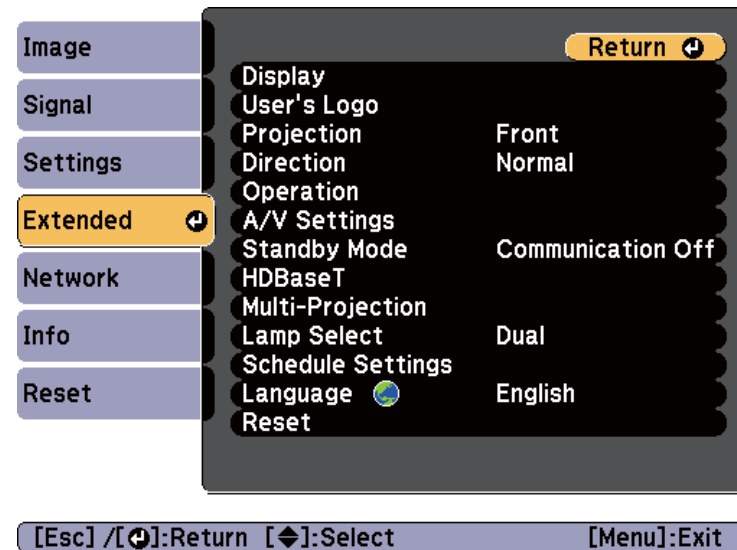 Image
Signal
Settings
Extended
Network
Info
Reset
Return
Display
User's Logo
Projection Front
Direction Normal
Operation
A/V Settings
Standby Mode Communication Off
HDBaseT
Multi-Projection
Lamp Select Dual
Schedule Settings
Language English
Reset
[Esc] /[⏎]:Return [◆]:Select [Menu]:Exit